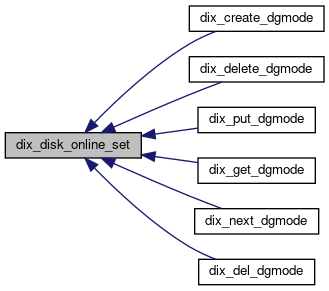 dix_create_dgmode
dix_delete_dgmode
dix_put_dgmode
dix_disk_online_set
dix_get_dgmode
dix_next_dgmode
dix_del_dgmode